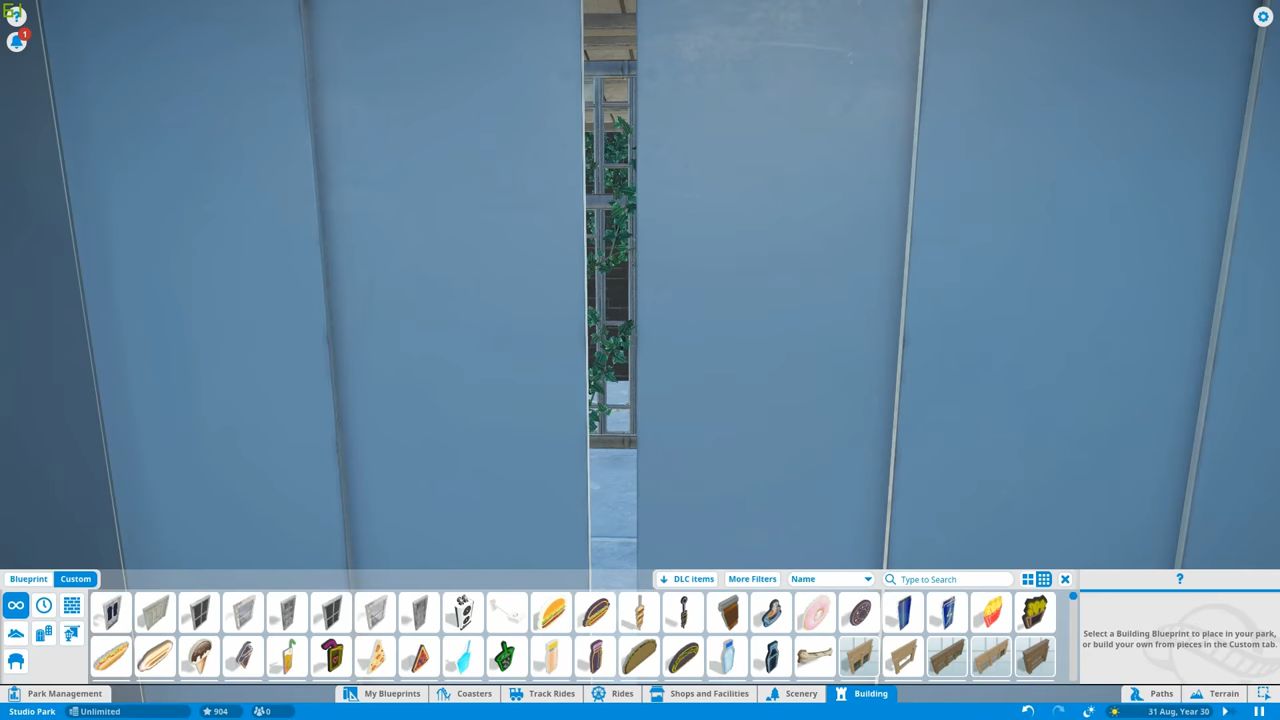 1
Blueprint Custom DLC items More Filters Name Type to Search ?
Select a Building Blueprint to place in your park,
or build your own from pieces in the Custom tab.
Park Management My Blueprints Coasters Track Rides Rides Shops and Facilities Scenery Building Paths Terrain
Studio Park Unlimited 904 0 31 Aug, Year 30